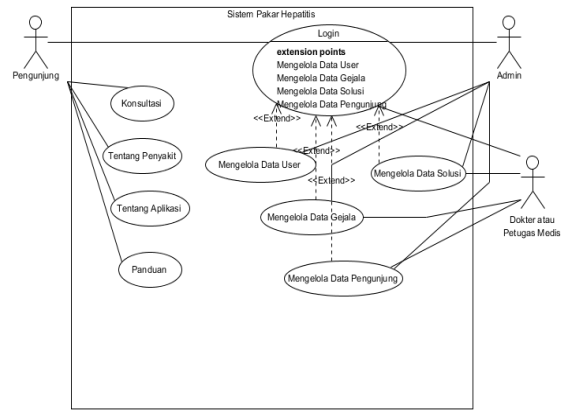 Sistem Pakar Hepatitis
Login
extension points
Mengelola Data User
Mengelola Data Gejala
Mengelola Data Solusi
Mengelola Data Pengunjung
Pengunjung
Admin
Konsultasi
<<Extend>>
<<Extend>>
<<Extend>>
<<Extend>>
Tentang Penyakit
Mengelola Data User
Mengelola Data Solusi
Tentang Aplikasi
Mengelola Data Gejala
Dokter atau
Petugas Medis
Panduan
Mengelola Data Pengunjung